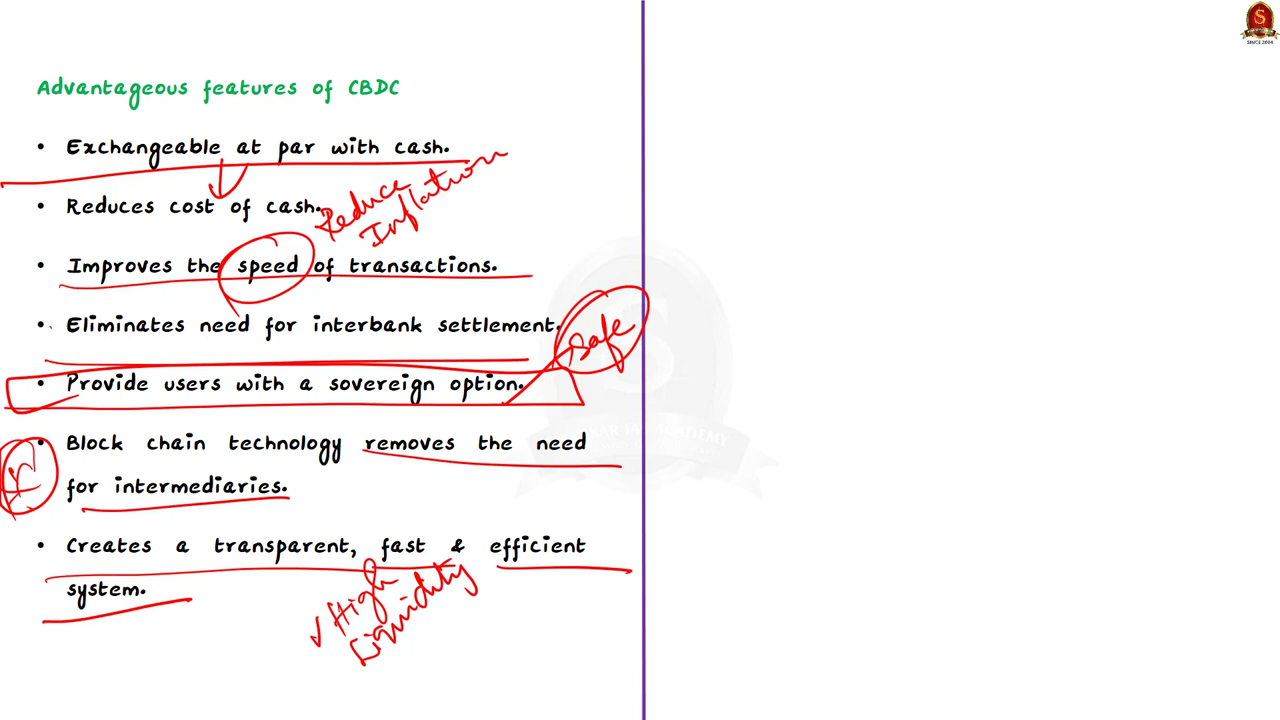 Advantageous features of CBDC
• Exchangeable at par with cash.
• Reduces cost of cash.
Reduce
Inflation
• Improves the speed of transactions.
• Eliminates need for interbank settlement.
Safe
• Provide users with a sovereign option.
• Block chain technology removes the need
for intermediaries.
• Creates a transparent, fast & efficient
system.
High
Liquidity
S
SINCE 2004